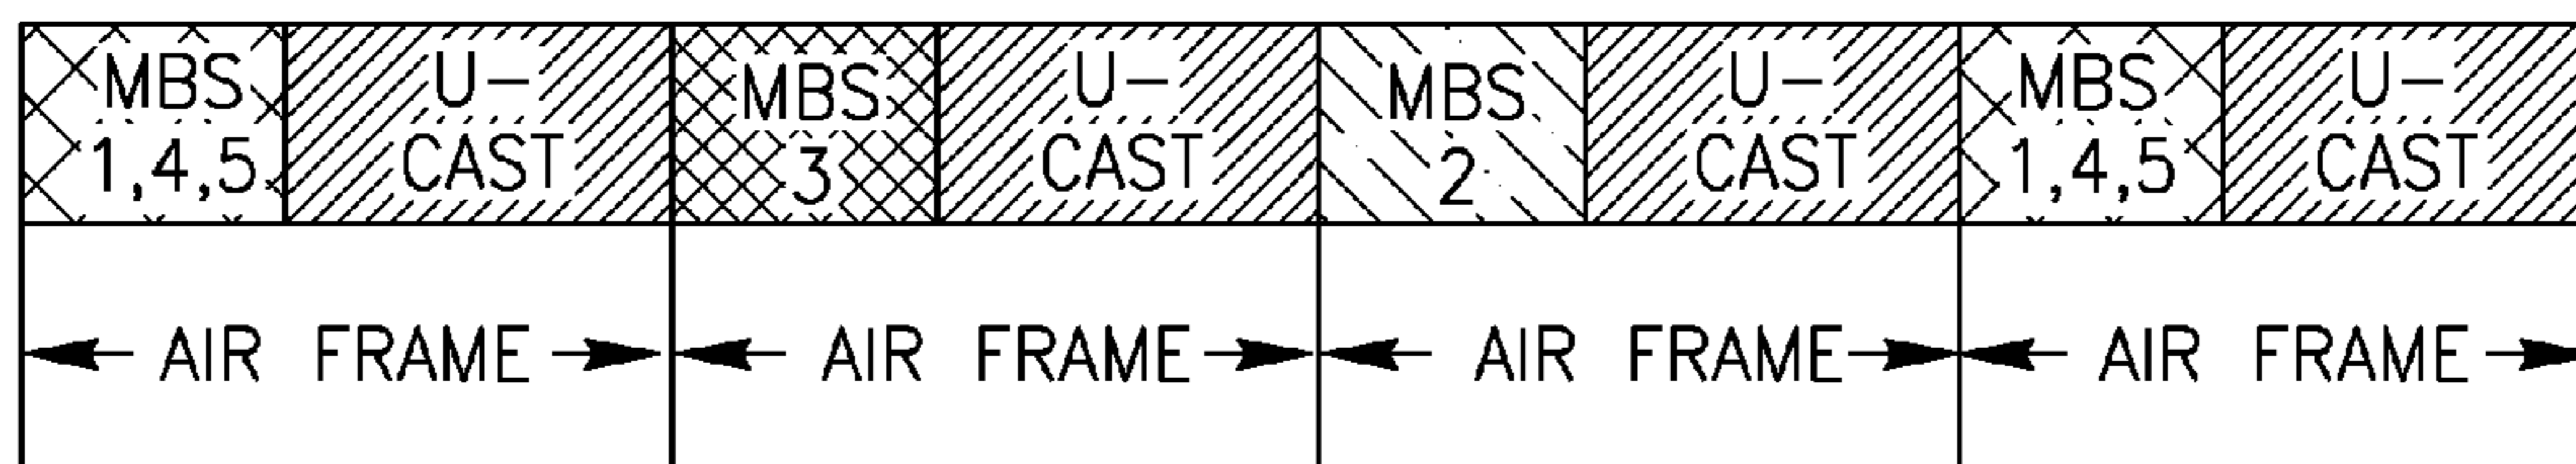 MBS
1,4,5
U-
CAST
MBS
3
U-
CAST
MBS
2
U-
CAST
MBS
1,4,5
U-
CAST
AIR FRAME
AIR FRAME
AIR FRAME
AIR FRAME